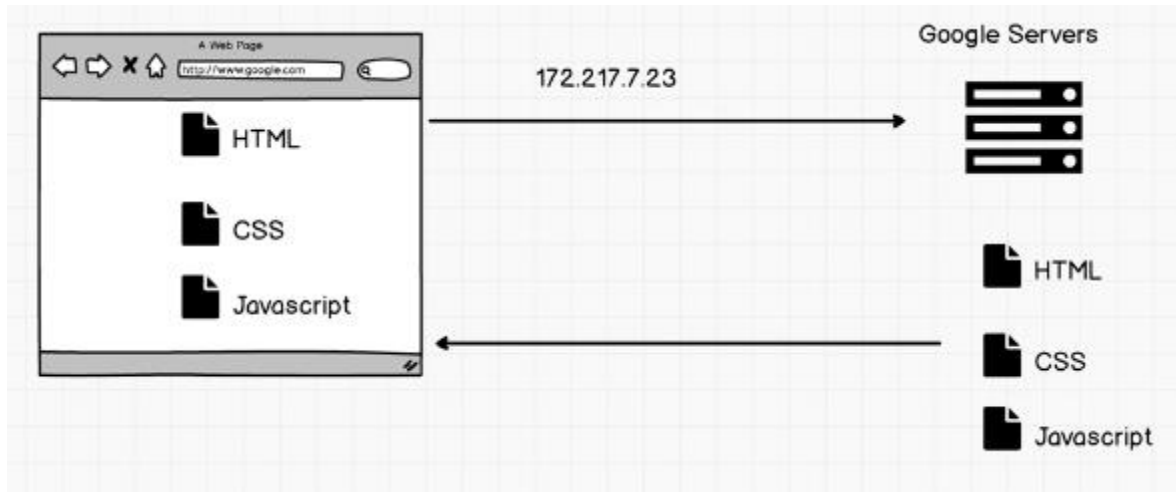 A Web Page
http://www.google.com
HTML
CSS
Javascript
172.217.7.23
Google Servers
HTML
CSS
Javascript